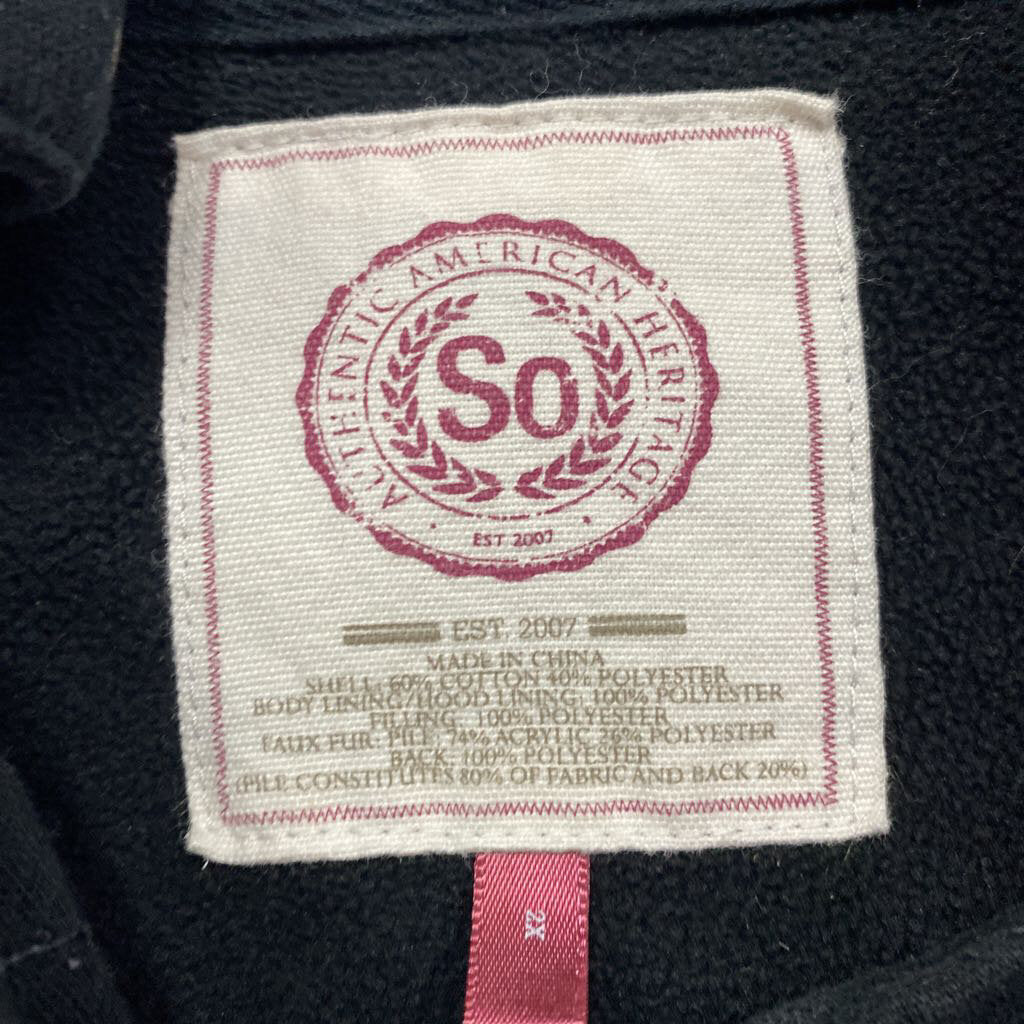 AUTHENTIC AMERICAN HERITAGE
So
EST 2007
EST. 2007
MADE IN CHINA
SHELL: 60% COTTON 40% POLYESTER
BODY LINING/HOOD LINING: 100% POLYESTER
FILLING: 100% POLYESTER
FAUX FUR: PILE: 74% ACRYLIC 26% POLYESTER
BACK: 100% POLYESTER
(PILE CONSTITUTES 80% OF FABRIC AND BACK 20%)
2X